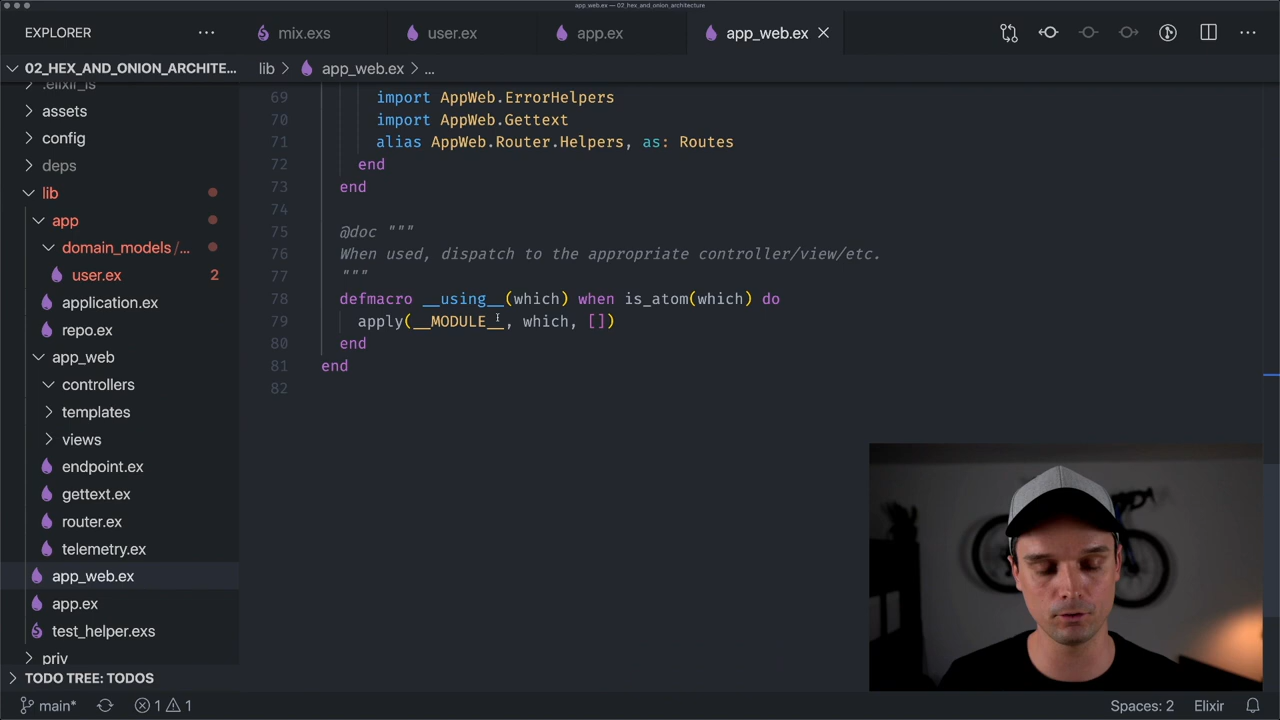 app_web.ex — 02_hex_and_onion_architecture
EXPLORER
mix.exs
user.ex
app.ex
app_web.ex
02_HEX_AND_ONION_ARCHITE...
lib > app_web.ex > ...
.elixir_ls
assets
config
deps
lib
app
domain_models/...
user.ex 2
application.ex
repo.ex
app_web
controllers
templates
views
endpoint.ex
gettext.ex
router.ex
telemetry.ex
app_web.ex
app.ex
test_helper.exs
priv
TODO TREE: TODOS
69 import AppWeb.ErrorHelpers
70 import AppWeb.Gettext
71 alias AppWeb.Router.Helpers, as: Routes
72 end
73 end
74
75 @doc """
76 When used, dispatch to the appropriate controller/view/etc.
77 """
78 defmacro __using__(which) when is_atom(which) do
79 apply(__MODULE__, which, [])
80 end
81 end
82
main* 1 1
Spaces: 2 Elixir